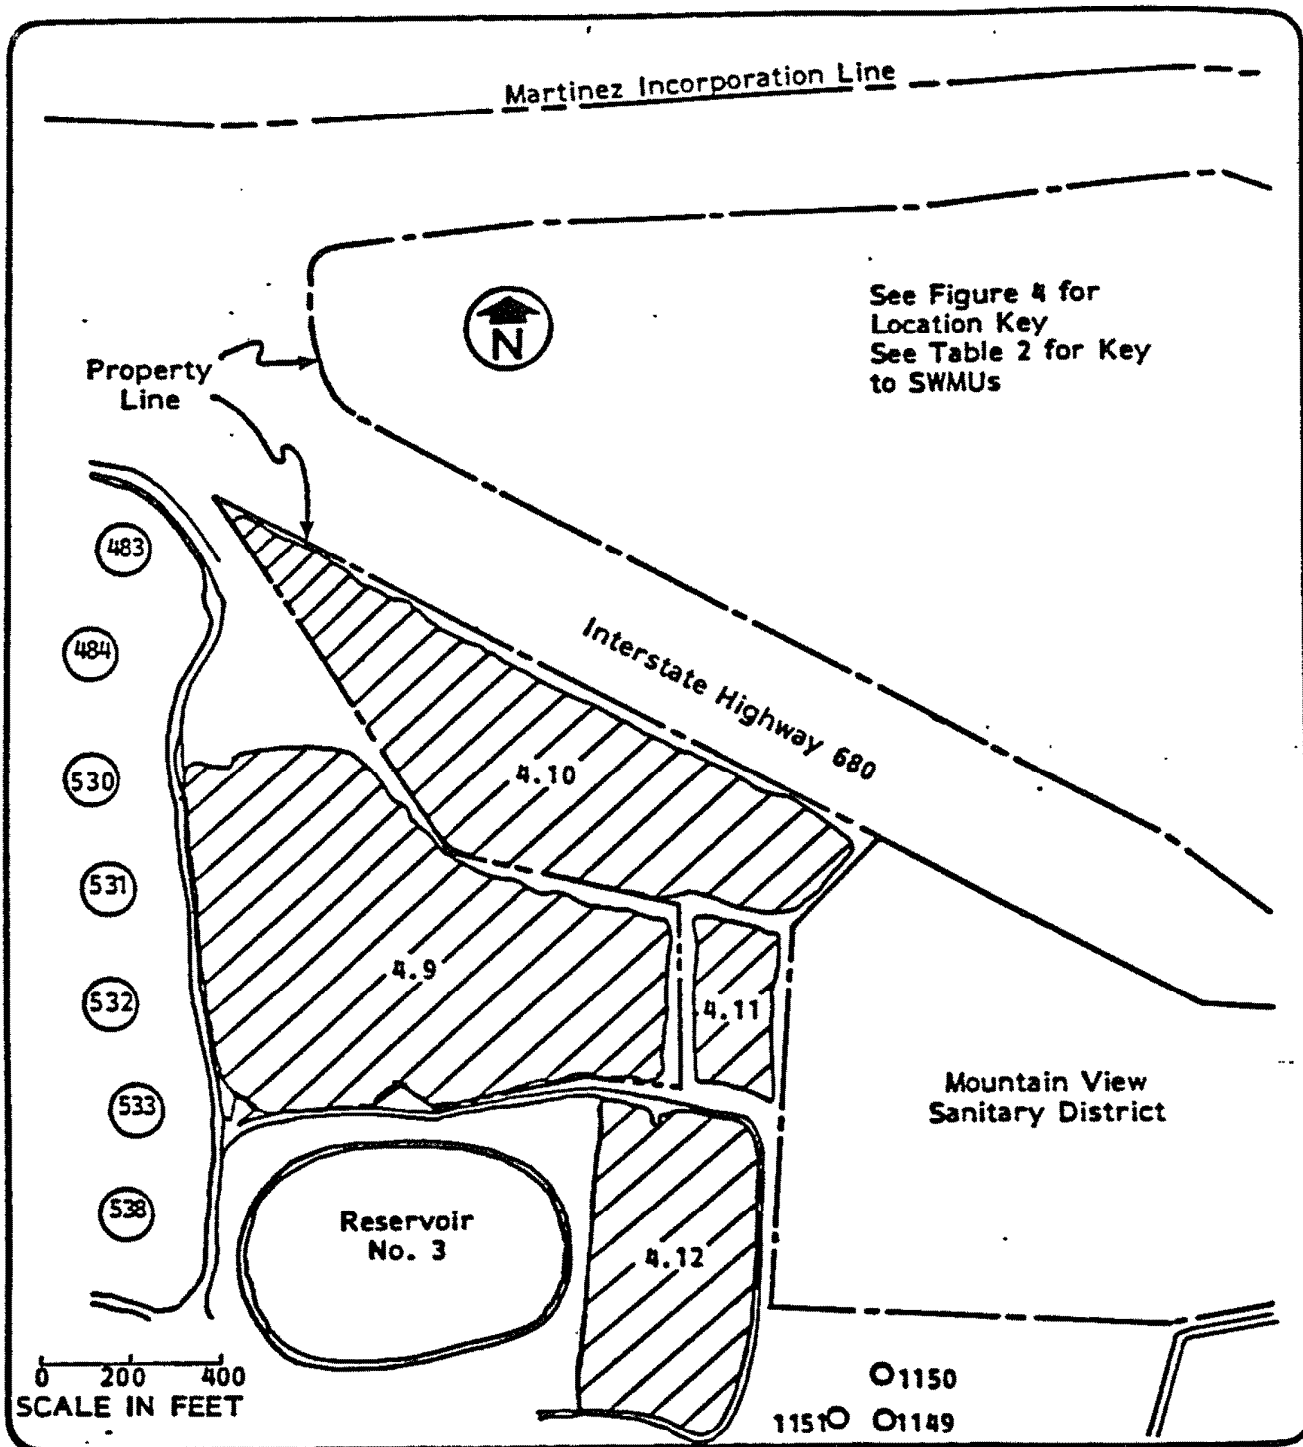 Martinez Incorporation Line
N
See Figure 4 for
Location Key
See Table 2 for Key
to SWMUs
Property
Line
483
484
Interstate Highway 680
530
4.10
531
4.9
532
4.11
533
Mountain View
Sanitary District
538
Reservoir
No. 3
4.12
0 200 400
SCALE IN FEET
1150
1151 1149